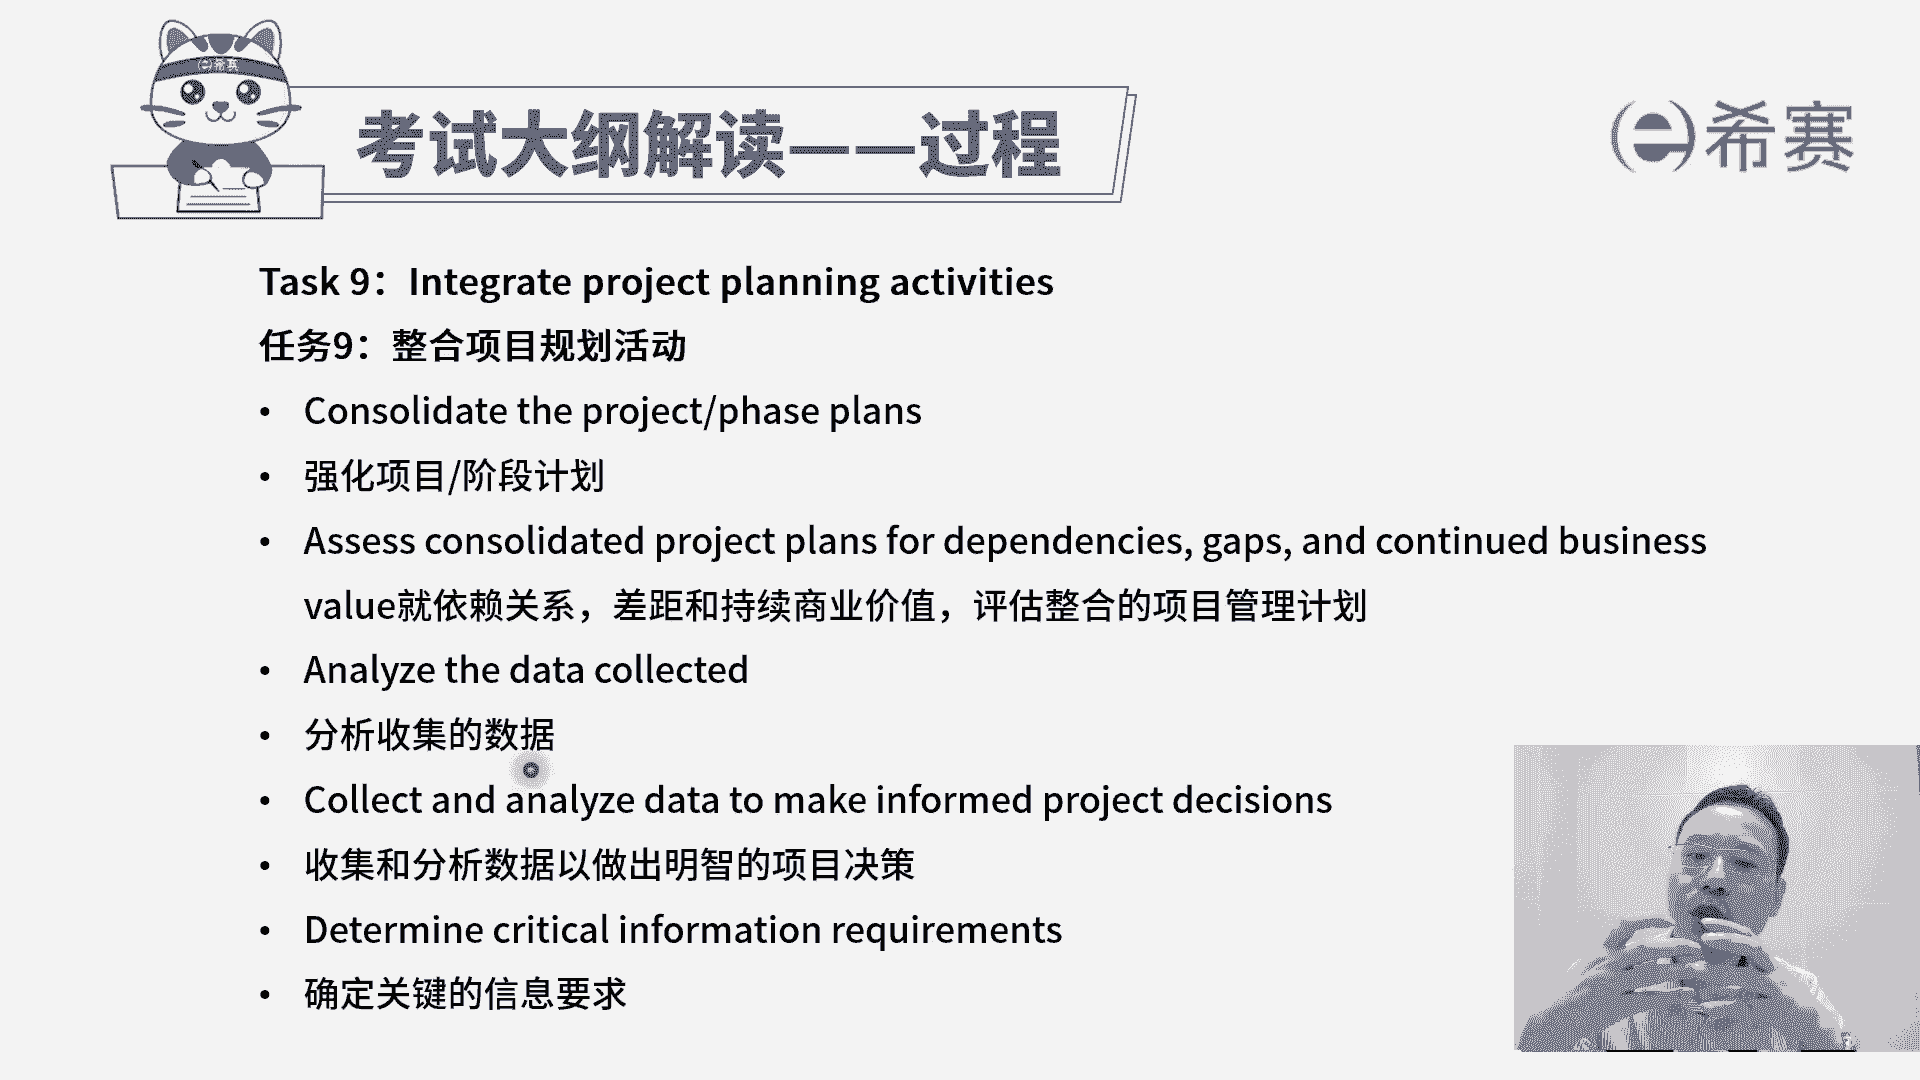 希赛
考试大纲解读——过程
希赛
Task 9：Integrate project planning activities
任务9：整合项目规划活动
• Consolidate the project/phase plans
• 强化项目/阶段计划
• Assess consolidated project plans for dependencies, gaps, and continued business
value就依赖关系，差距和持续商业价值，评估整合的项目管理计划
• Analyze the data collected
• 分析收集的数据
• Collect and analyze data to make informed project decisions
• 收集和分析数据以做出明智的项目决策
• Determine critical information requirements
• 确定关键的信息要求